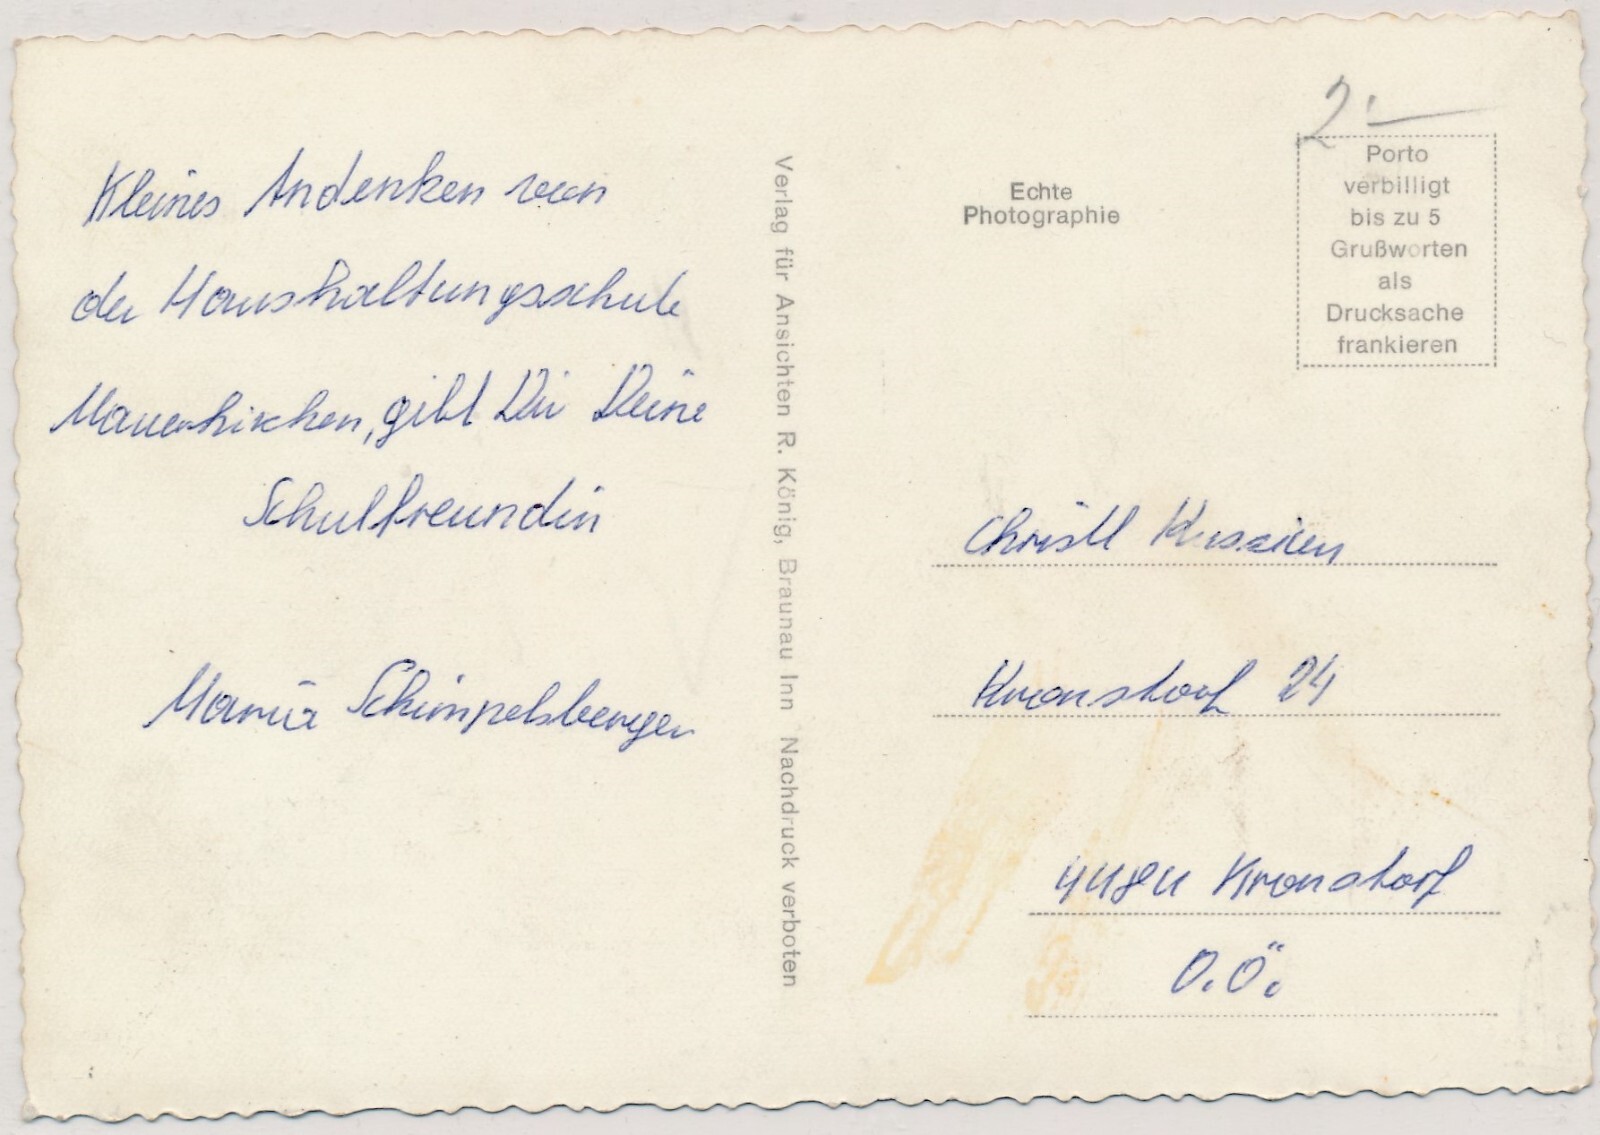 Kleines Andenken von
der Haushaltungsschule
Mauerkirchen, gibt Dir Deine
Schulfreundin
Maria Schimpelsberger
Verlag für Ansichten R. König, Braunau Inn Nachdruck verboten
2.—
Echte
Photographie
Porto
verbilligt
bis zu 5
Grußworten
als
Drucksache
frankieren
Christl
Kronstorf 24
4484 Kronstorf
O.Ö.